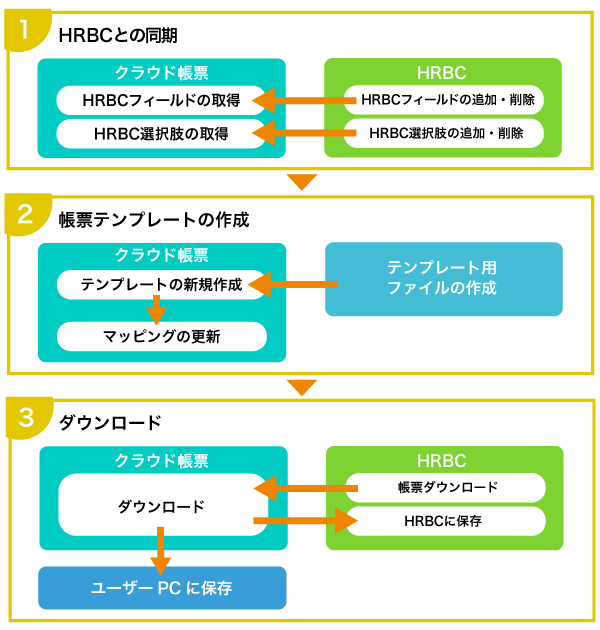 1
HRBCとの同期
クラウド帳票
HRBC
HRBCフィールドの取得
HRBCフィールドの追加・削除
HRBC選択肢の取得
HRBC選択肢の追加・削除
2
帳票テンプレートの作成
クラウド帳票
テンプレートの新規作成
テンプレート用
ファイルの作成
マッピングの更新
3
ダウンロード
クラウド帳票
HRBC
ダウンロード
帳票ダウンロード
HRBCに保存
ユーザー PC に保存